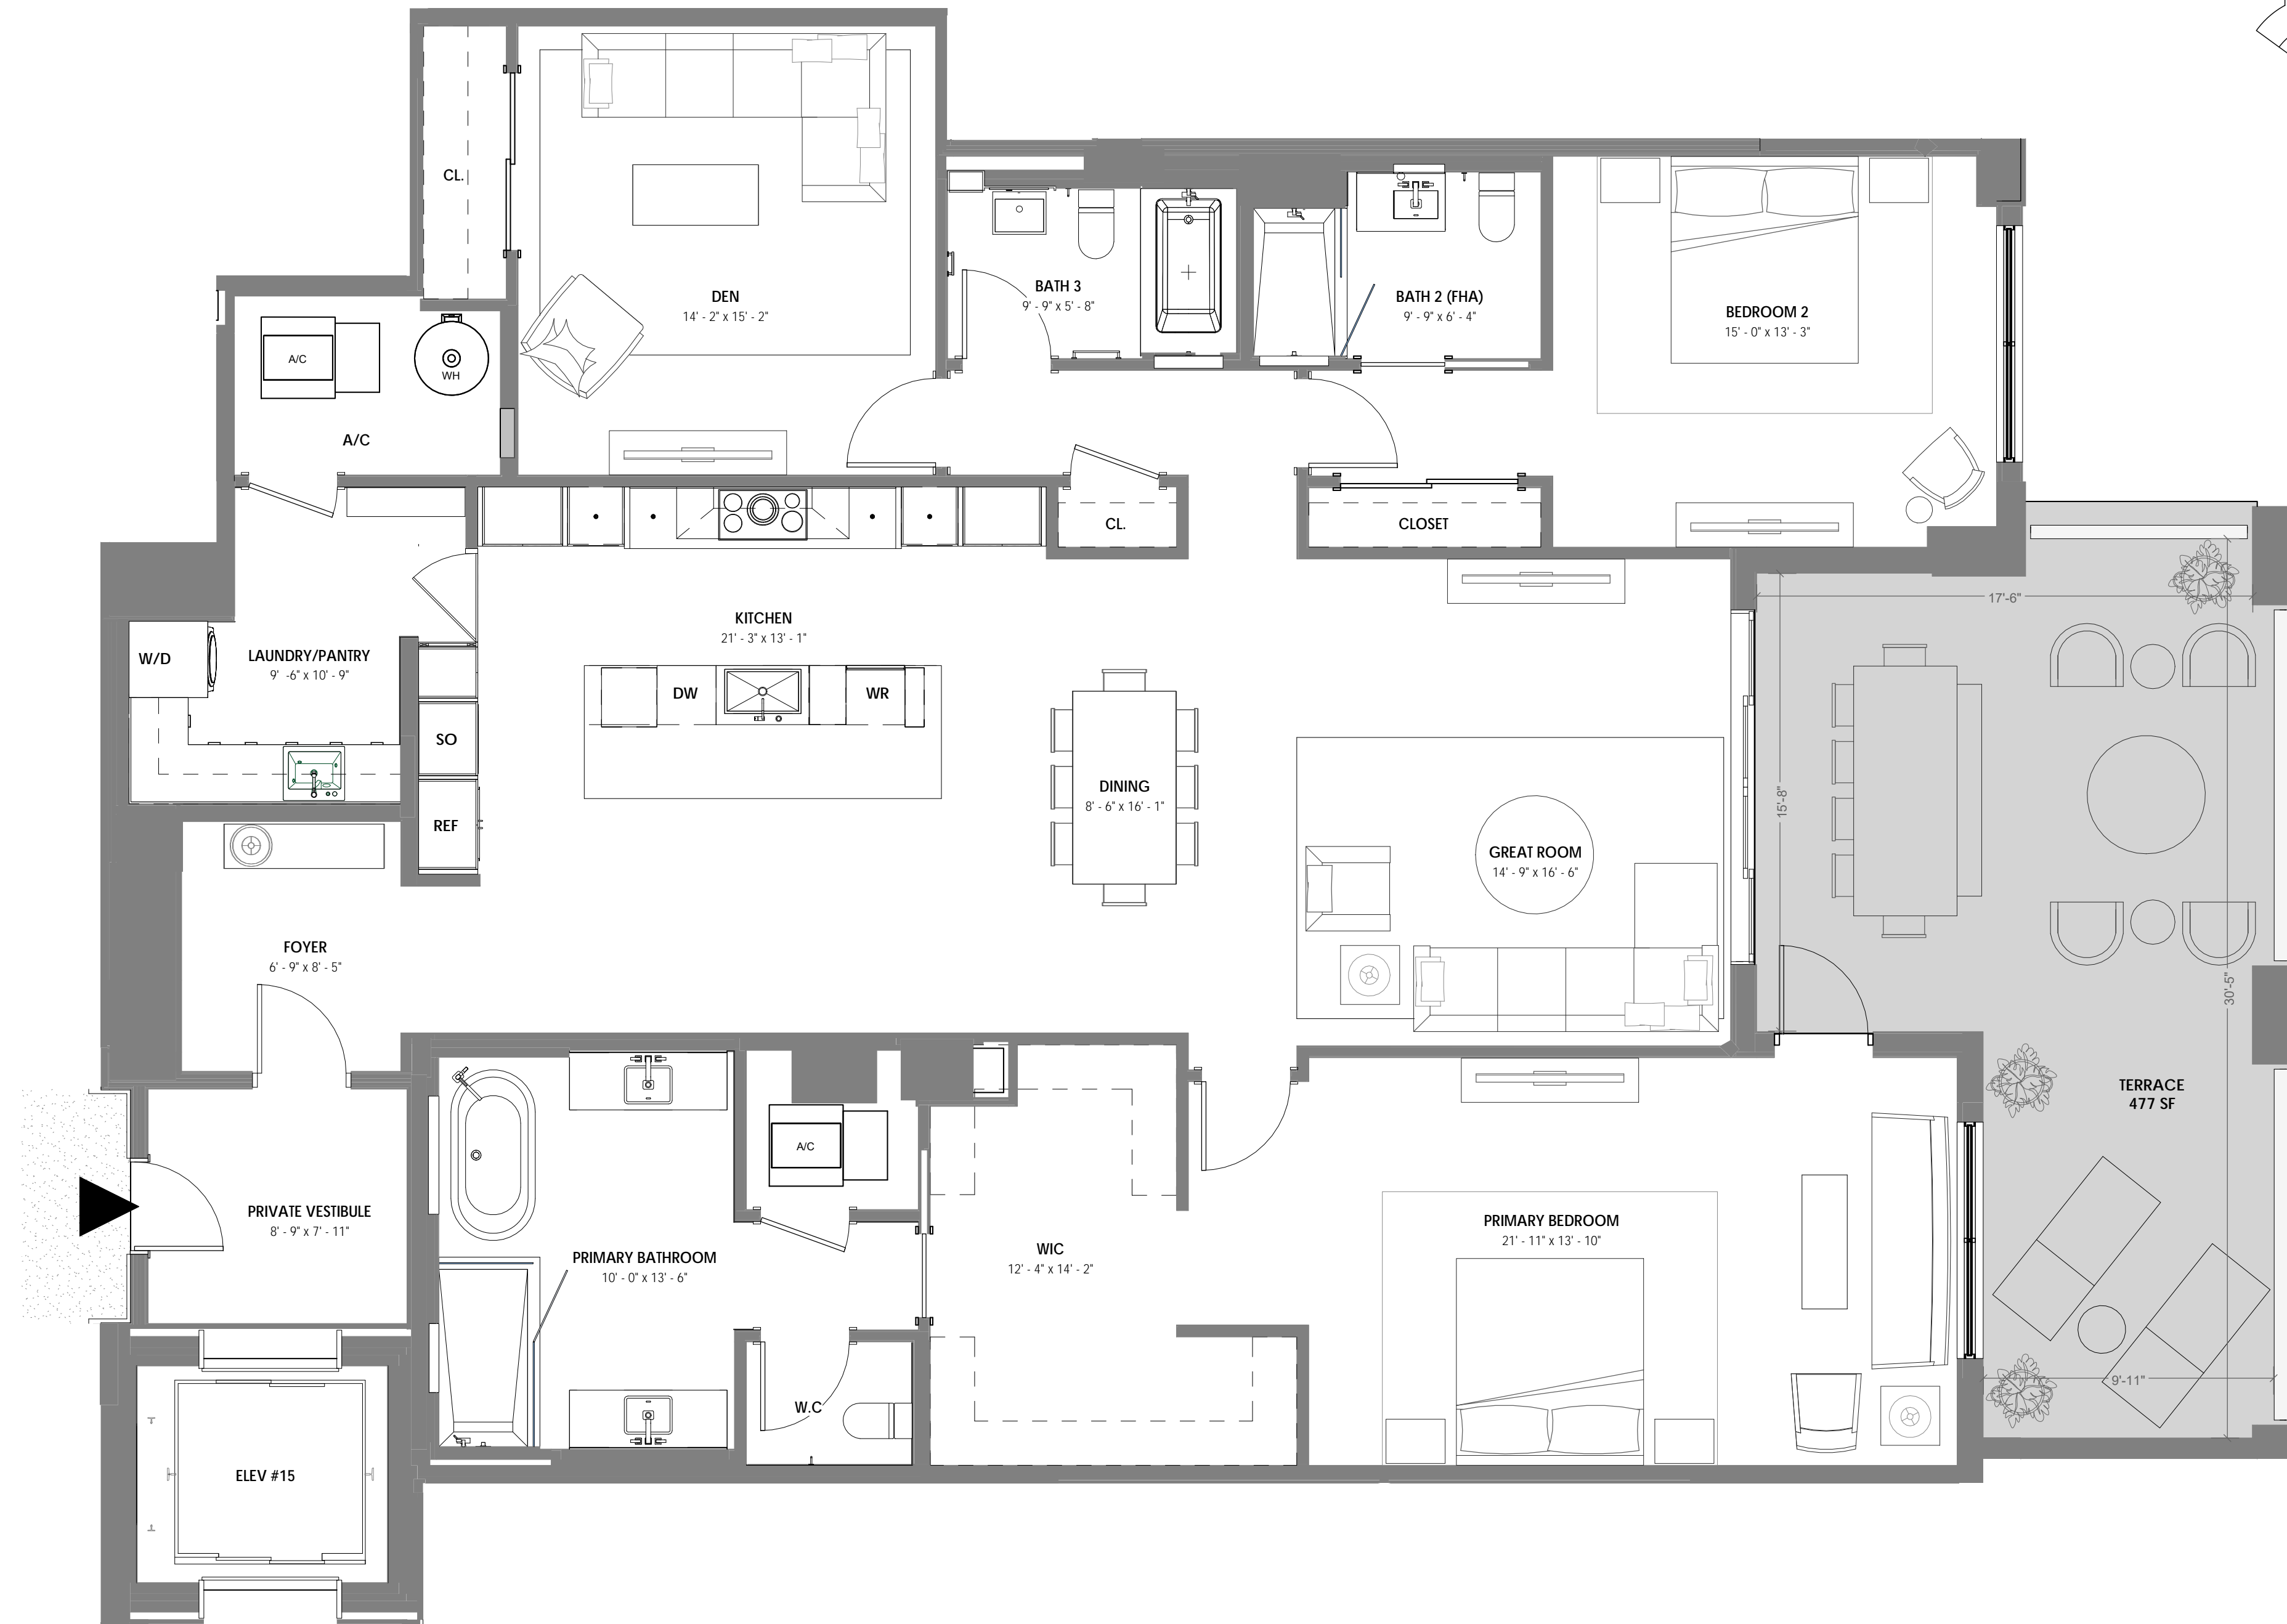 CL.
DEN
14' - 2" x 15' - 2"
BATH 3
9' - 9" x 5' - 8"
BATH 2 (FHA)
9' - 9" x 6' - 4"
BEDROOM 2
15' - 0" x 13' - 3"
A/C
WH
A/C
CL.
CLOSET
17'-6"
KITCHEN
21' - 3" x 13' - 1"
W/D
LAUNDRY/PANTRY
9' -6" x 10' - 9"
DW
WR
SO
REF
DINING
8' - 6" x 16' - 1"
15'-8"
GREAT ROOM
14' - 9" x 16' - 6"
FOYER
6' - 9" x 8' - 5"
30'-5"
TERRACE
477 SF
A/C
PRIVATE VESTIBULE
8' - 9" x 7' - 11"
PRIMARY BATHROOM
10' - 0" x 13' - 6"
WIC
12' - 4" x 14' - 2"
PRIMARY BEDROOM
21' - 11" x 13' - 10"
9'-11"
W.C
ELEV #15